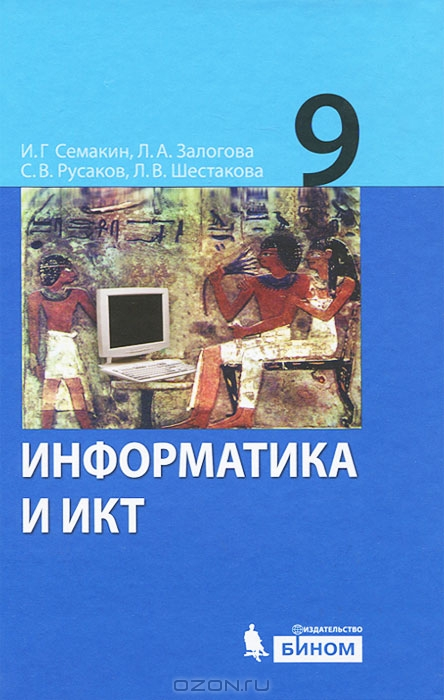 9
И. Г Семакин, Л. А. Залогова
С. В. Русаков, Л. В. Шестакова
ИНФОРМАТИКА
И ИКТ
ИЗДАТЕЛЬСТВО
БИНОМ
OZON.RU